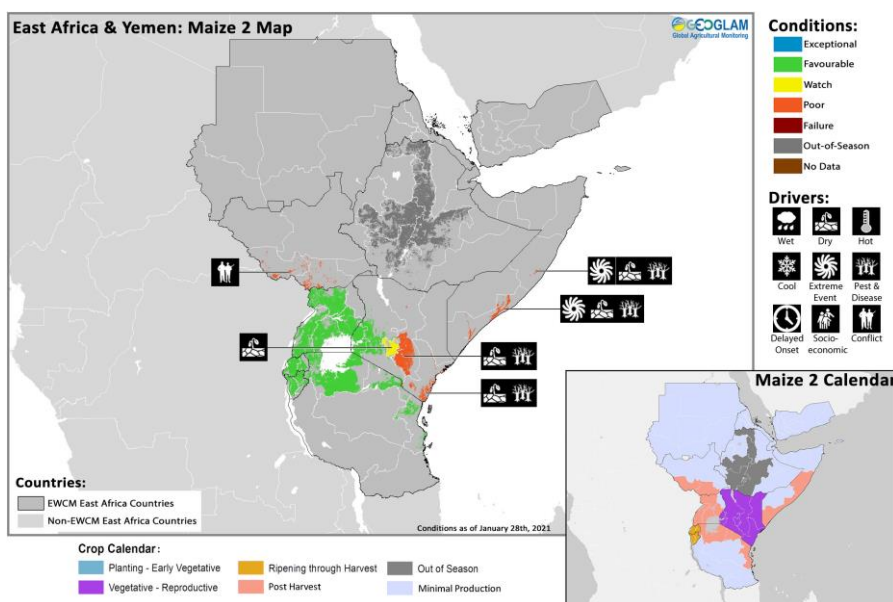 East Africa & Yemen: Maize 2 Map
GEOGLAM
Global Agricultural Monitoring
Conditions:
Exceptional
Favourable
Watch
Poor
Failure
Out-of-Season
No Data
Drivers:
Wet
Dry
Hot
Cool
Extreme Event
Pest & Disease
Delayed Onset
Socio-economic
Conflict
Maize 2 Calendar
Countries:
EWCM East Africa Countries
Non-EWCM East Africa Countries
Conditions as of January 28th, 2021
Crop Calendar:
Planting - Early Vegetative
Ripening through Harvest
Out of Season
Vegetative - Reproductive
Post Harvest
Minimal Production